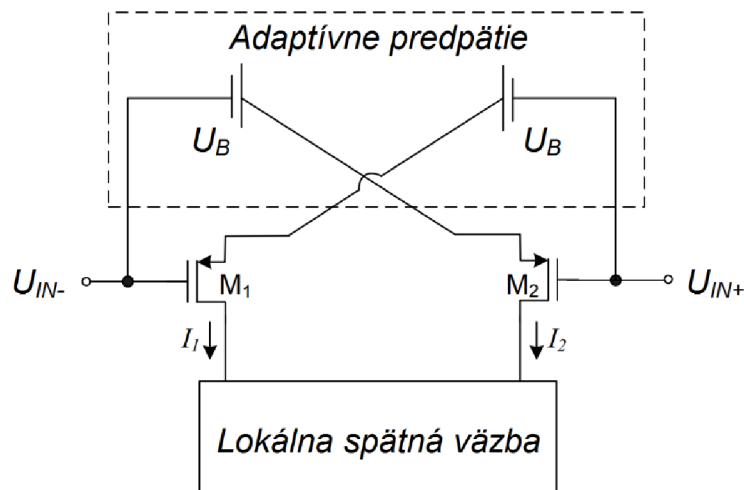 Adaptívne predpätie
U_B
U_B
U_IN-
M₁
M₂
U_IN+
I₁
I₂
Lokálna spätná väzba